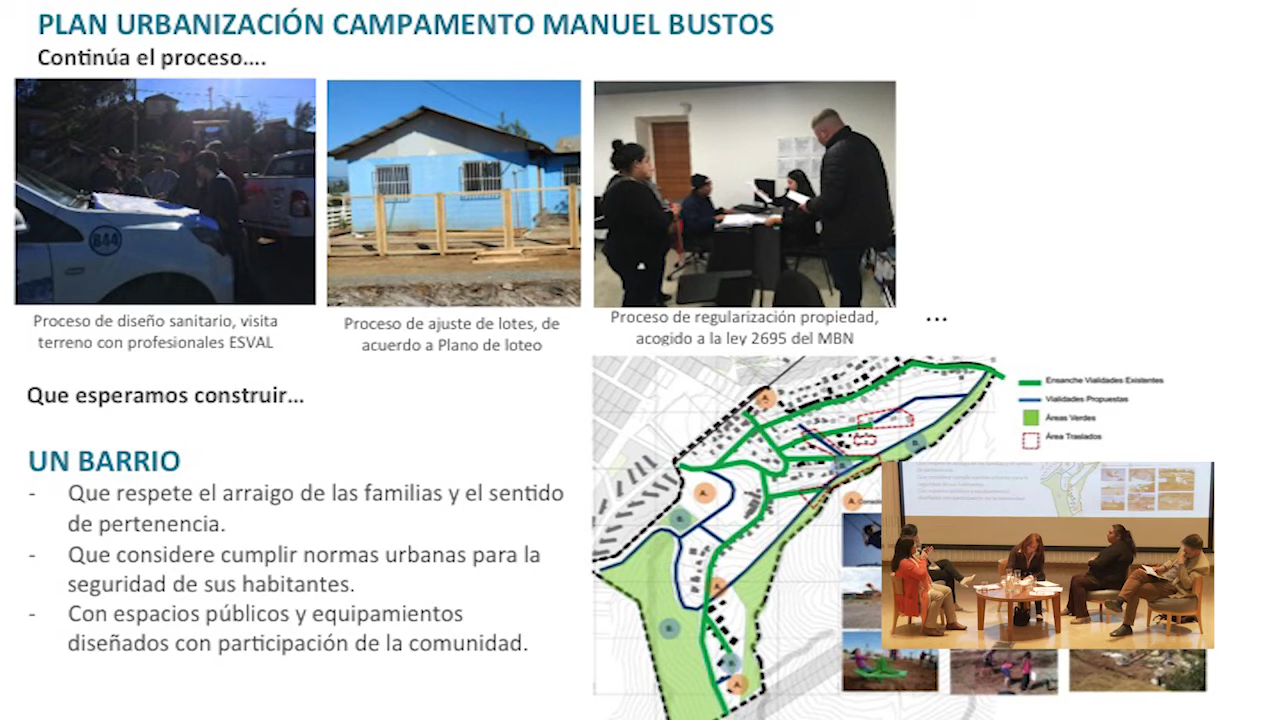 PLAN URBANIZACIÓN CAMPAMENTO MANUEL BUSTOS
Continúa el proceso....
844
Proceso de diseño sanitario, visita
terreno con profesionales ESVAL
Proceso de ajuste de lotes, de
acuerdo a Plano de loteo
Proceso de regularización propiedad,
acogido a la ley 2695 del MBN
...
Que esperamos construir...
UN BARRIO
- Que respete el arraigo de las familias y el sentido
de pertenencia.
- Que considere cumplir normas urbanas para la
seguridad de sus habitantes.
- Con espacios públicos y equipamientos
diseñados con participación de la comunidad.
Ensanche Vialidades Existentes
Vialidades Propuestas
Áreas Verdes
Área Traslados